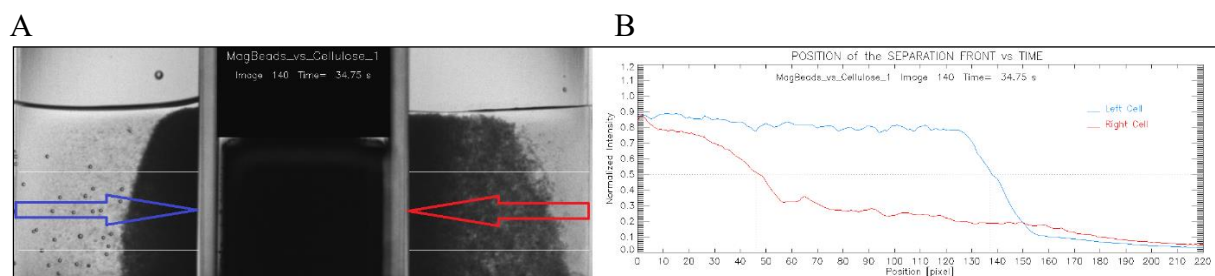 A
B
MagBeads_vs_Cellulose_1
Image 140 Time= 34.75 s
POSITION of the SEPARATION FRONT vs TIME
MagBeads_vs_Cellulose_1 Image 140 Time= 34.75 s
Left Cell
Right Cell
Normalized Intensity
1.2
1.1
1.0
0.9
0.8
0.7
0.6
0.5
0.4
0.3
0.2
0.1
0.0
0 10 20 30 40 50 60 70 80 90 100 110 120 130 140 150 160 170 180 190 200 210 220
Position [pixel]